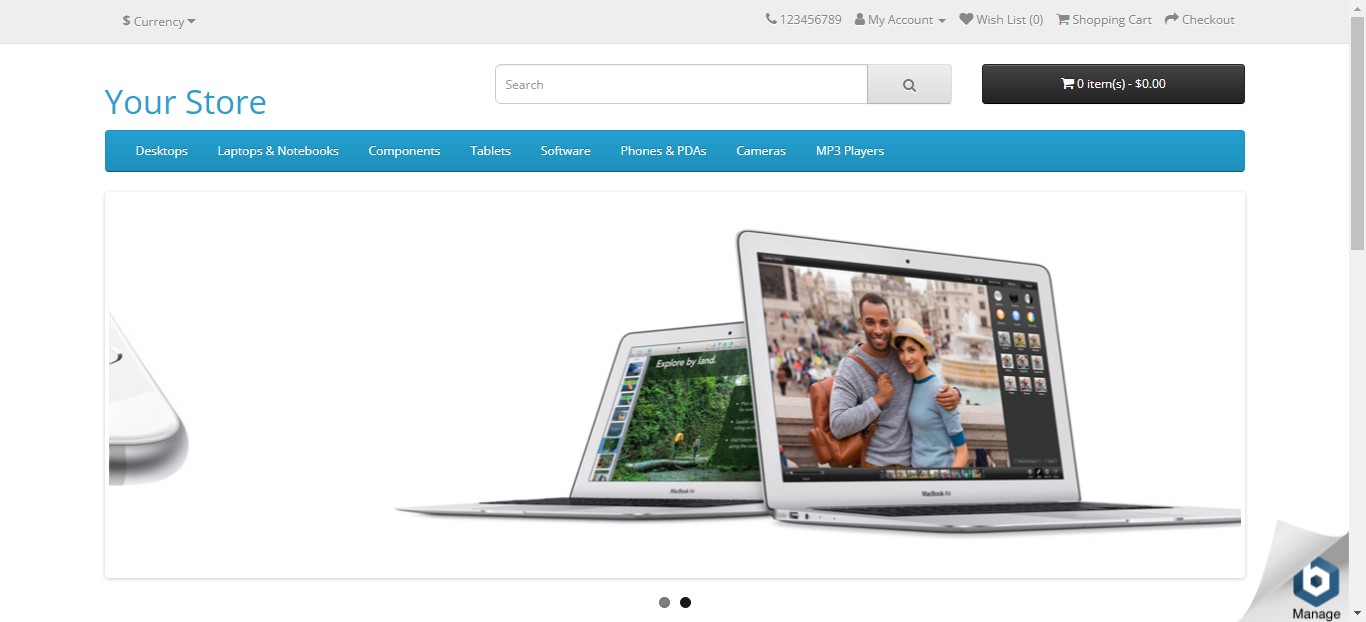 $ Currency
123456789 My Account Wish List (0) Shopping Cart Checkout
Your Store
Search
0 item(s) - $0.00
Desktops Laptops & Notebooks Components Tablets Software Phones & PDAs Cameras MP3 Players
Explore by land.
MacBook Air
MacBook Air
Manage